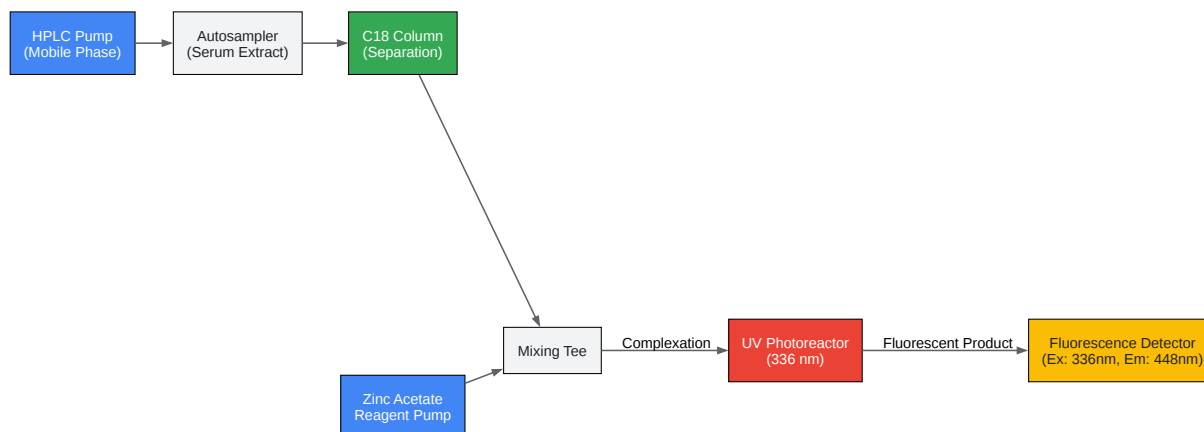 HPLC Pump
(Mobile Phase)
Autosampler
(Serum Extract)
C18 Column
(Separation)
Mixing Tee
Complexation
UV Photoreactor
(336 nm)
Fluorescent Product
Fluorescence Detector
(Ex: 336nm, Em: 448nm)
Zinc Acetate
Reagent Pump